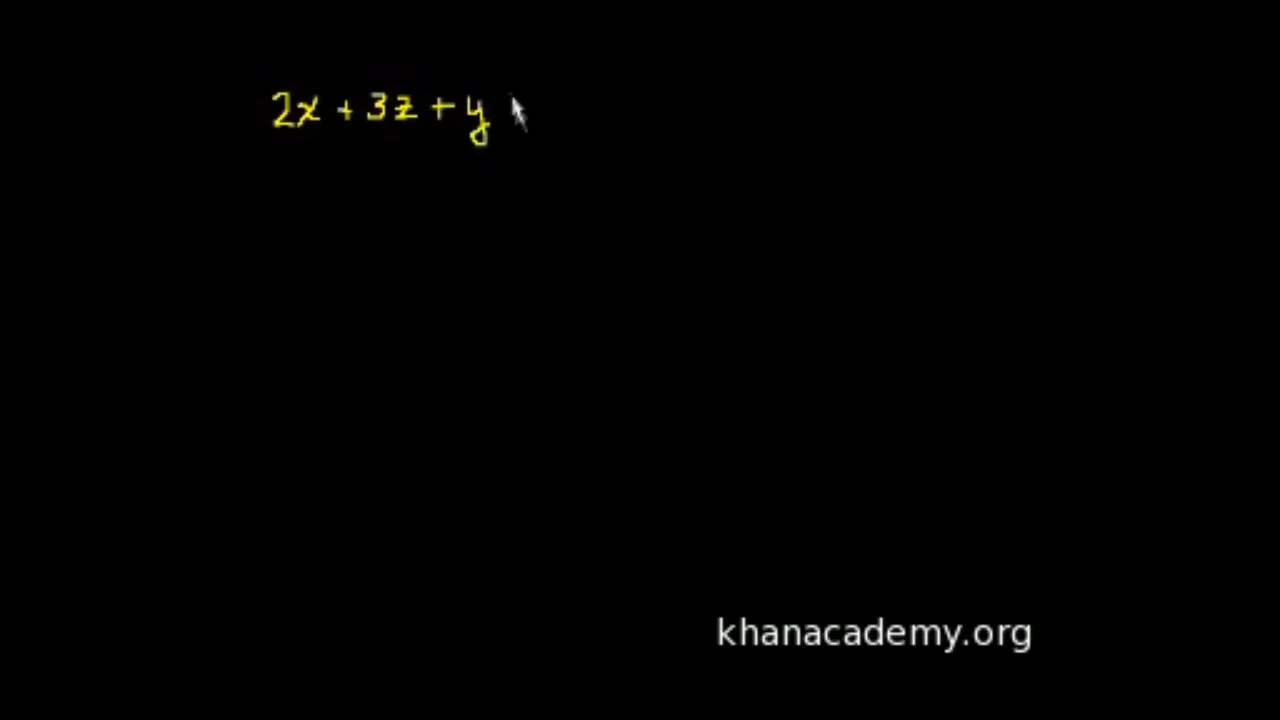 2x + 3z + y
khanacademy.org